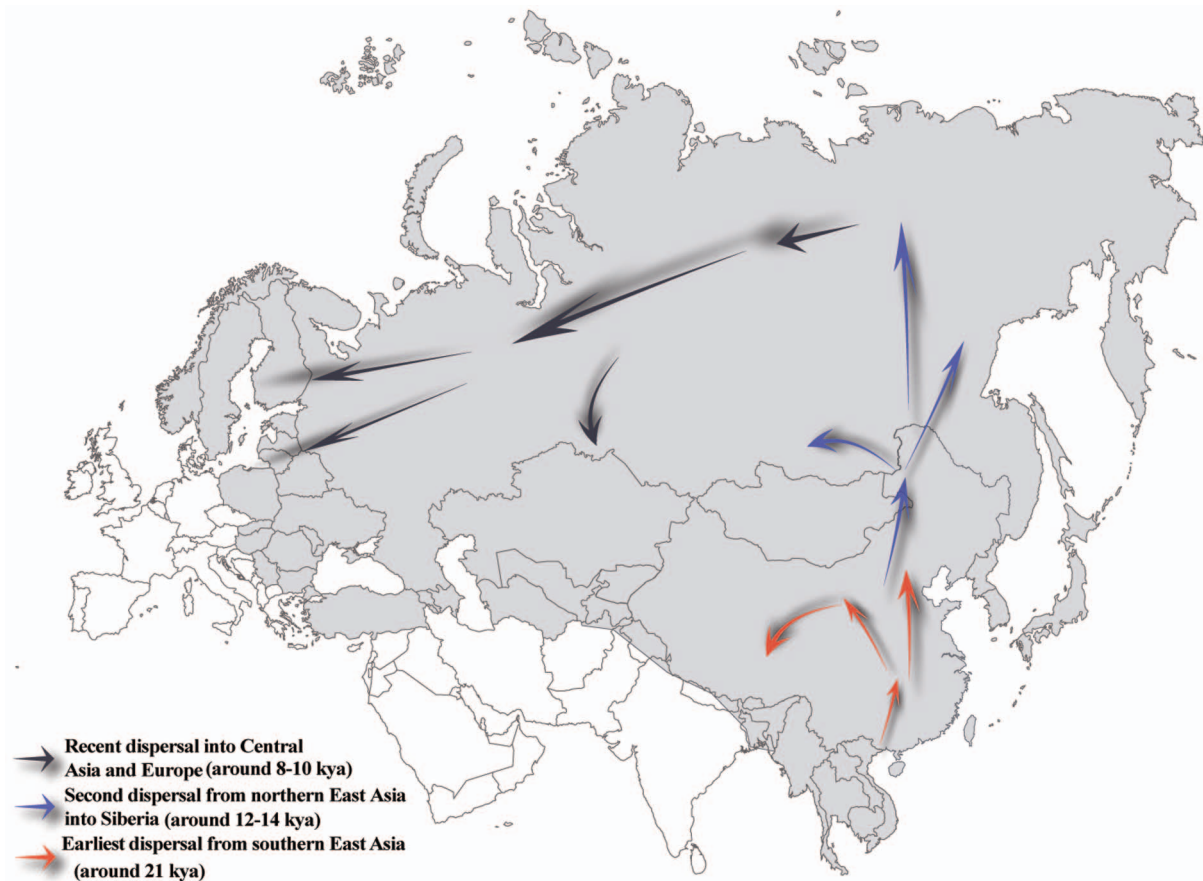 Recent dispersal into Central
Asia and Europe (around 8-10 kya)
Second dispersal from northern East Asia
into Siberia (around 12-14 kya)
Earliest dispersal from southern East Asia
(around 21 kya)